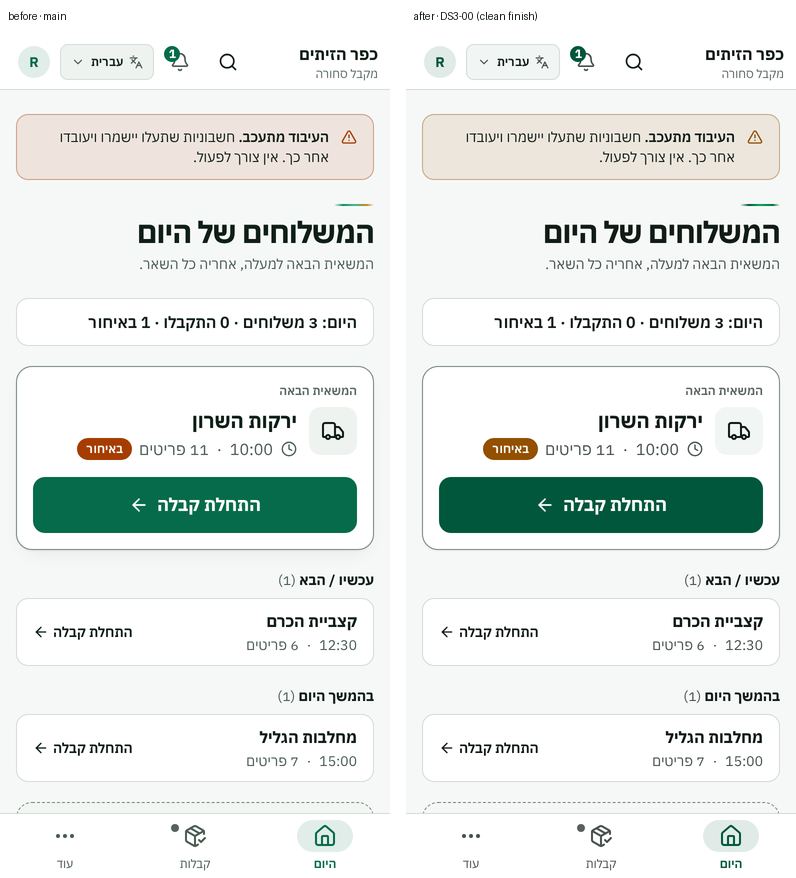 before · main
כפר הזיתים
מקבל סחורה
1
עברית
R
העיבוד מתעכב. חשבוניות שתעלו יישמרו ויעובדו
אחר כך. אין צורך לפעול.
המשלוחים של היום
המשאית הבאה למעלה, אחריה כל השאר.
היום: 3 משלוחים · 0 התקבלו · 1 באיחור
המשאית הבאה
ירקות השרון
10:00 · 11 פריטים באיחור
התחלת קבלה
עכשיו / הבא (1)
קצביית הכרם
12:30 · 6 פריטים
התחלת קבלה
בהמשך היום (1)
מחלבות הגליל
15:00 · 7 פריטים
התחלת קבלה
היום
קבלות
עוד
after · DS3-00 (clean finish)
כפר הזיתים
מקבל סחורה
1
עברית
R
העיבוד מתעכב. חשבוניות שתעלו יישמרו ויעובדו
אחר כך. אין צורך לפעול.
המשלוחים של היום
המשאית הבאה למעלה, אחריה כל השאר.
היום: 3 משלוחים · 0 התקבלו · 1 באיחור
המשאית הבאה
ירקות השרון
10:00 · 11 פריטים באיחור
התחלת קבלה
עכשיו / הבא (1)
קצביית הכרם
12:30 · 6 פריטים
התחלת קבלה
בהמשך היום (1)
מחלבות הגליל
15:00 · 7 פריטים
התחלת קבלה
היום
קבלות
עוד